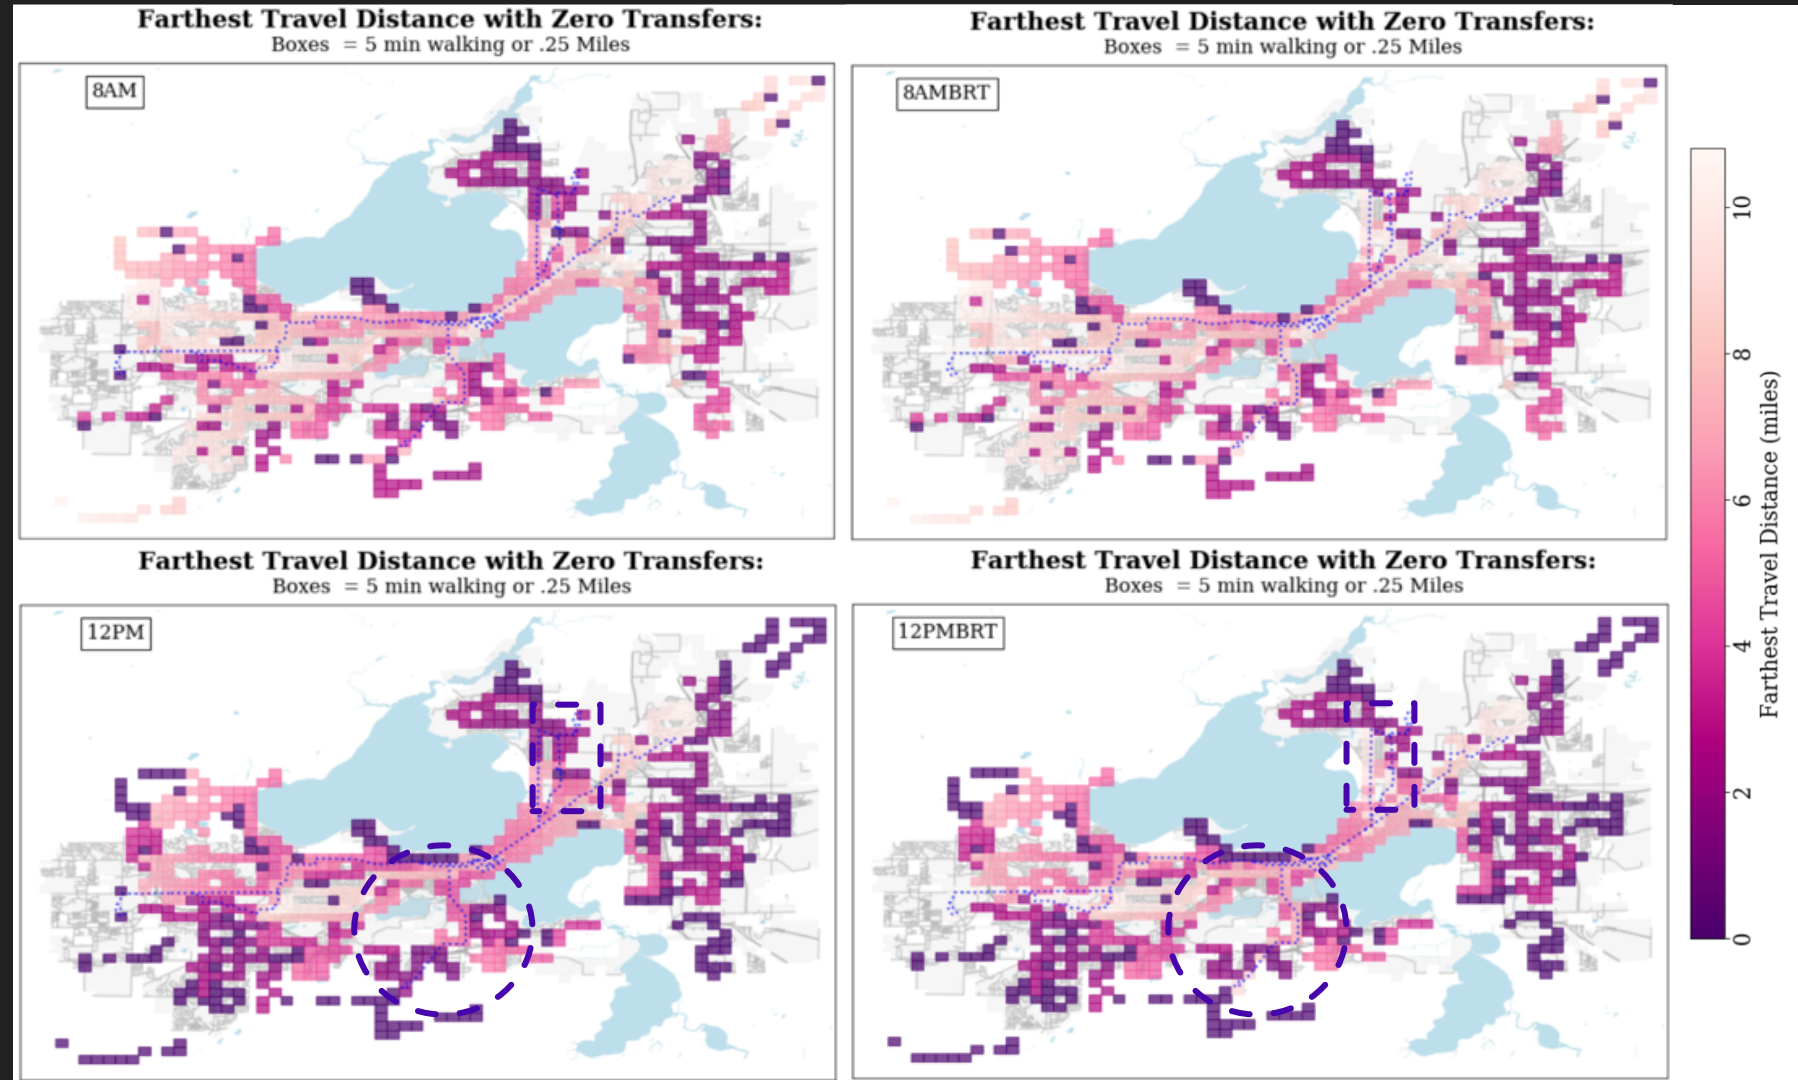 Farthest Travel Distance with Zero Transfers:
Boxes = 5 min walking or .25 Miles
8AM
Farthest Travel Distance with Zero Transfers:
Boxes = 5 min walking or .25 Miles
8AMBRT
Farthest Travel Distance with Zero Transfers:
Boxes = 5 min walking or .25 Miles
12PM
Farthest Travel Distance with Zero Transfers:
Boxes = 5 min walking or .25 Miles
12PMBRT
10
8
6
4
2
0
Farthest Travel Distance (miles)